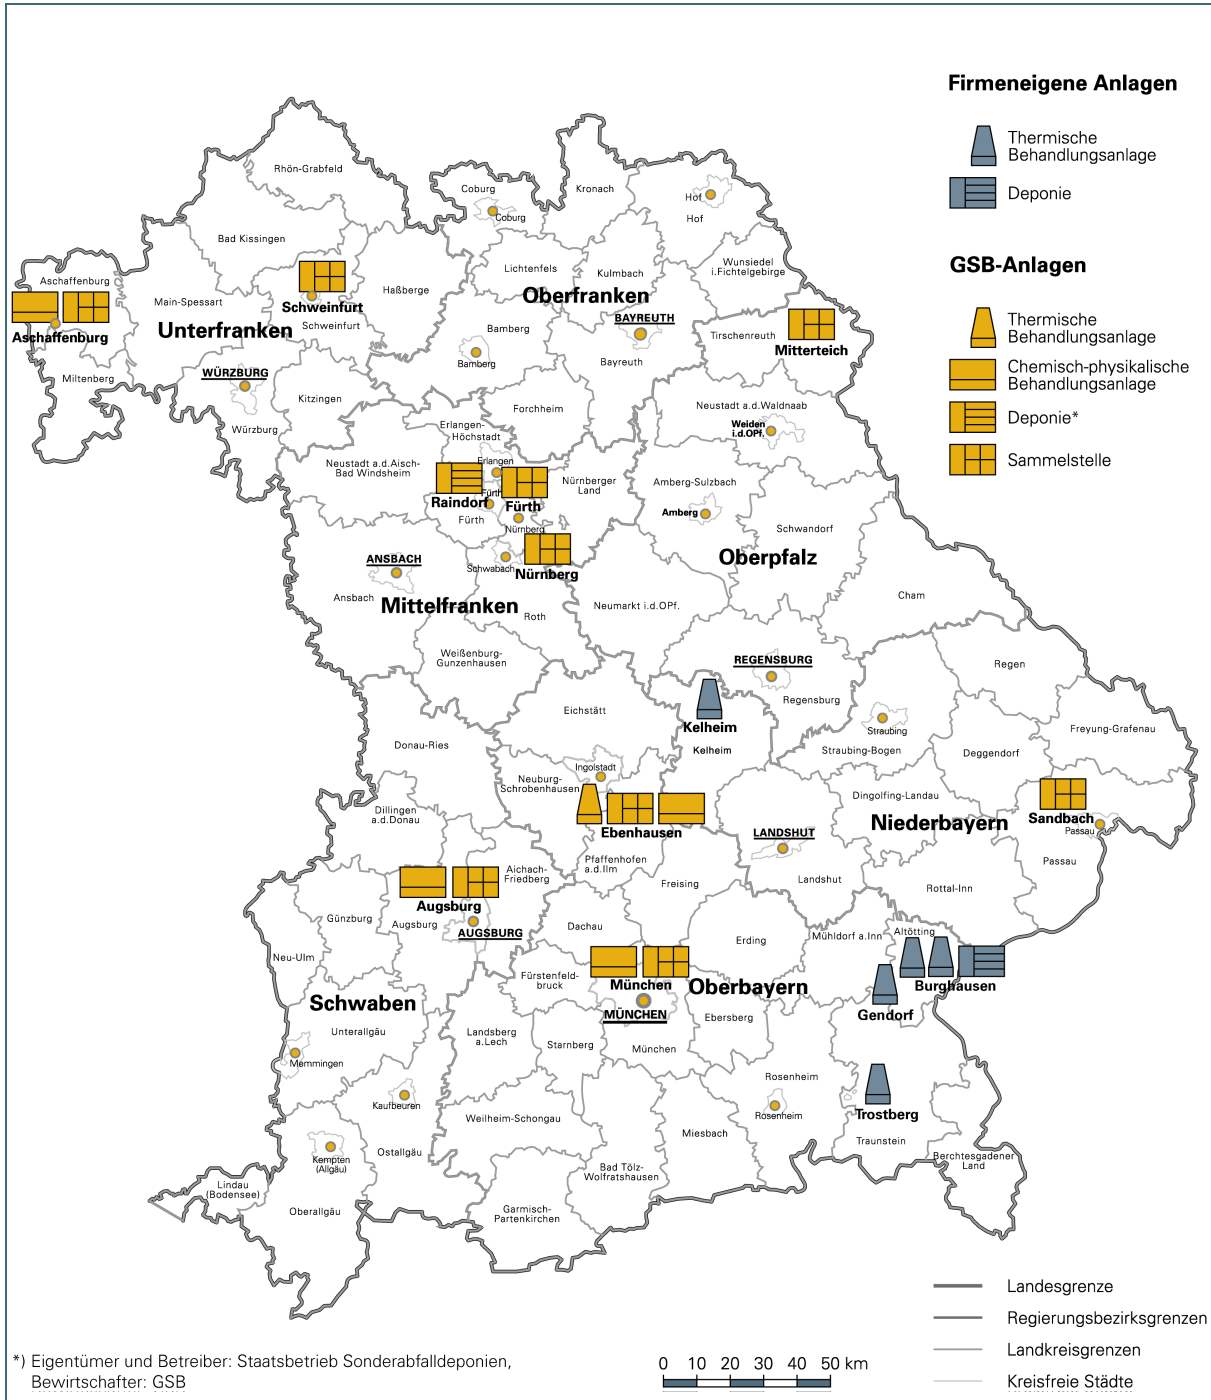 Firmeneigene Anlagen
Thermische
Behandlungsanlage
Deponie
GSB-Anlagen
Thermische
Behandlungsanlage
Chemisch-physikalische
Behandlungsanlage
Deponie*
Sammelstelle
Rhön-Grabfeld
Coburg
Coburg
Kronach
Hof
Hof
Bad Kissingen
Lichtenfels
Kulmbach
Wunsiedel
i.Fichtelgebirge
Aschaffenburg
Main-Spessart
Haßberge
Oberfranken
Schweinfurt
Schweinfurt
Unterfranken
Aschaffenburg
Bamberg
BAYREUTH
Tirschenreuth
Mitterteich
Bamberg
Bayreuth
Miltenberg
WÜRZBURG
Kitzingen
Würzburg
Forchheim
Neustadt a.d.Waldnaab
Weiden
i.d.OPf.
Erlangen-
Höchstadt
Neustadt a.d.Aisch-
Bad Windsheim
Erlangen
Nürnberger
Land
Amberg-Sulzbach
Raindorf
Fürth
Fürth
Fürth
Amberg
Nürnberg
Schwandorf
ANSBACH
Schwabach
Nürnberg
Oberpfalz
Ansbach
Mittelfranken
Roth
Neumarkt i.d.OPf.
Cham
Weißenburg-
Gunzenhausen
REGENSBURG
Regen
Regensburg
Eichstätt
Kelheim
Kelheim
Straubing
Straubing-Bogen
Freyung-Grafenau
Deggendorf
Donau-Ries
Ingolstadt
Neuburg-
Schrobenhausen
Dingolfing-Landau
Dillingen
a.d.Donau
Ebenhausen
LANDSHUT
Niederbayern
Sandbach
Passau
Pfaffenhofen
a.d.Ilm
Passau
Aichach-
Friedberg
Freising
Landshut
Rottal-Inn
Augsburg
Günzburg
Augsburg
AUGSBURG
Dachau
Erding
Mühldorf a.Inn
Altötting
Neu-Ulm
Fürstenfeld-
bruck
München
Oberbayern
Burghausen
Schwaben
MÜNCHEN
Ebersberg
Gendorf
Unterallgäu
Landsberg
a.Lech
Starnberg
München
Memmingen
Rosenheim
Kaufbeuren
Weilheim-Schongau
Rosenheim
Trostberg
Miesbach
Traunstein
Kempten
(Allgäu)
Ostallgäu
Bad Tölz-
Wolfratshausen
Berchtesgadener
Land
Lindau
(Bodensee)
Oberallgäu
Garmisch-
Partenkirchen
Landesgrenze
Regierungsbezirksgrenzen
Landkreisgrenzen
Kreisfreie Städte
*) Eigentümer und Betreiber: Staatsbetrieb Sonderabfalldeponien,
Bewirtschafter: GSB
0 10 20 30 40 50 km